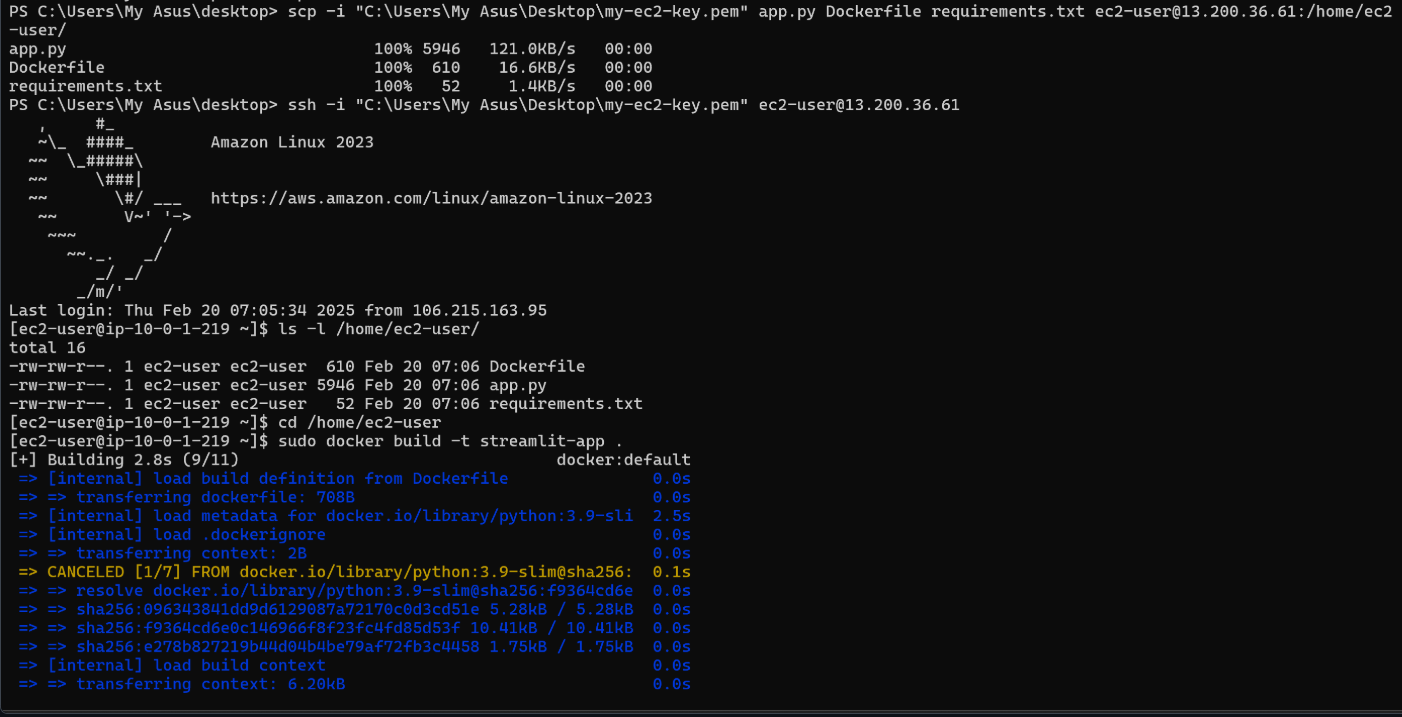 PS C:\Users\My Asus\desktop> scp -i "C:\Users\My Asus\Desktop\my-ec2-key.pem" app.py Dockerfile requirements.txt ec2-user@13.200.36.61:/home/ec2
-user/
app.py 100% 5946 121.0KB/s 00:00
Dockerfile 100% 610 16.6KB/s 00:00
requirements.txt 100% 52 1.4KB/s 00:00
PS C:\Users\My Asus\desktop> ssh -i "C:\Users\My Asus\Desktop\my-ec2-key.pem" ec2-user@13.200.36.61
   ,     #_
   ~\_  ####_        Amazon Linux 2023
  ~~  \_#####\
  ~~     \###|
  ~~       \#/ ___   https://aws.amazon.com/linux/amazon-linux-2023
   ~~       V~' '->
    ~~~         /
      ~~._.   _/
         _/ _/
       _/m/'
Last login: Thu Feb 20 07:05:34 2025 from 106.215.163.95
[ec2-user@ip-10-0-1-219 ~]$ ls -l /home/ec2-user/
total 16
-rw-rw-r--. 1 ec2-user ec2-user  610 Feb 20 07:06 Dockerfile
-rw-rw-r--. 1 ec2-user ec2-user 5946 Feb 20 07:06 app.py
-rw-rw-r--. 1 ec2-user ec2-user   52 Feb 20 07:06 requirements.txt
[ec2-user@ip-10-0-1-219 ~]$ cd /home/ec2-user
[ec2-user@ip-10-0-1-219 ~]$ sudo docker build -t streamlit-app .
[+] Building 2.8s (9/11) docker:default
=> [internal] load build definition from Dockerfile 0.0s
=> => transferring dockerfile: 708B 0.0s
=> [internal] load metadata for docker.io/library/python:3.9-sli 2.5s
=> [internal] load .dockerignore 0.0s
=> => transferring context: 2B 0.0s
=> CANCELED [1/7] FROM docker.io/library/python:3.9-slim@sha256: 0.1s
=> => resolve docker.io/library/python:3.9-slim@sha256:f9364cd6e 0.0s
=> => sha256:096343841dd9d6129087a72170c0d3cd51e 5.28kB / 5.28kB 0.0s
=> => sha256:f9364cd6e0c146966f8f23fc4fd85d53f 10.41kB / 10.41kB 0.0s
=> => sha256:e278b827219b44d04b4be79af72fb3c4458 1.75kB / 1.75kB 0.0s
=> [internal] load build context 0.0s
=> => transferring context: 6.20kB 0.0s